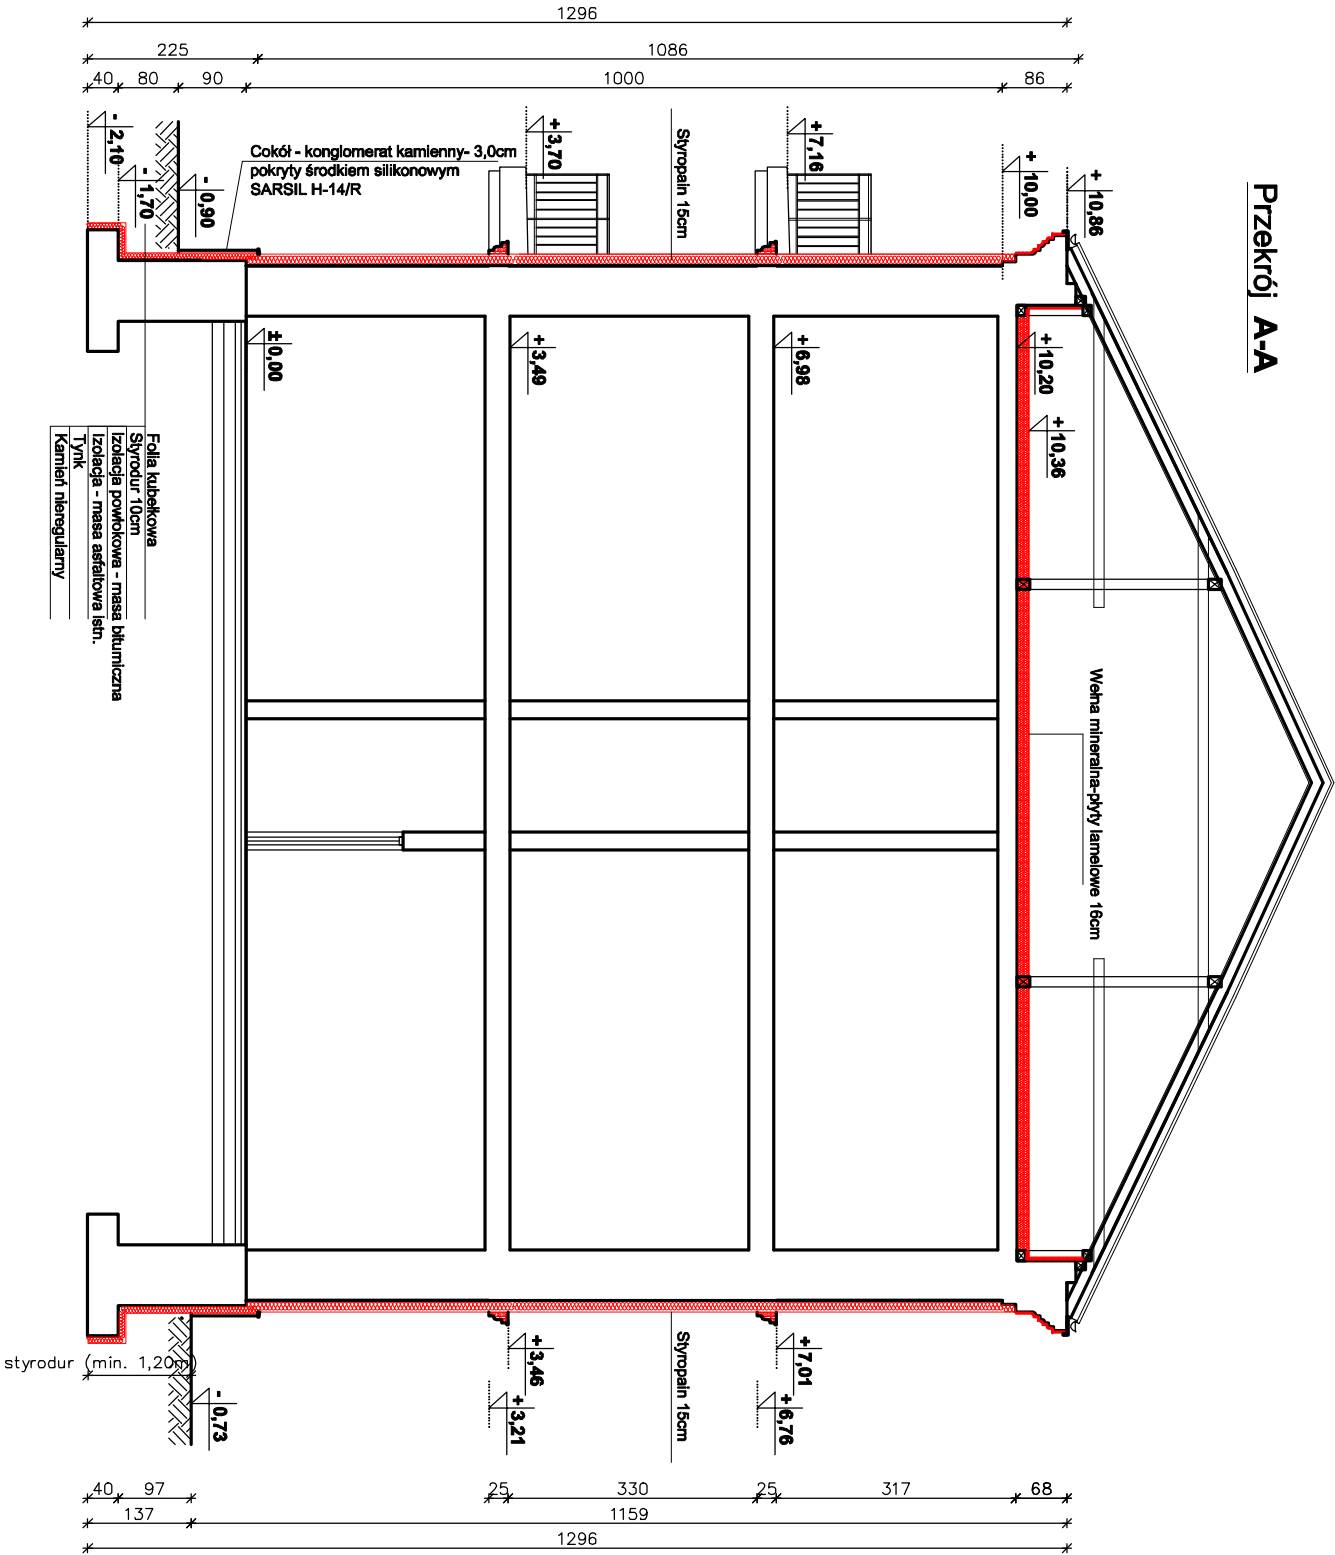 Przekrój A-A
1296
225
1086
40
80
90
1000
86
- 2,10
- 1,70
- 0,90
Cokół - konglomerat kamienny- 3,0cm
pokryty środkiem silikonowym
SARSIL H-14/R
+ 3,70
Styropain 15cm
+ 7,16
+ 10,00
+ 10,86
± 0,00
+ 3,49
+ 6,98
+ 10,20
+ 10,36
Folia kubełkowa
Styrodur 10cm
Izolacja powłokowa - masa bitumiczna
Izolacja - masa asfaltowa istn.
Tynk
Kamień nieregularny
Wełna mineralna-płyty lamelowe 16cm
styrodur (min. 1,20m)
- 0,73
+ 3,46
+ 3,21
Styropain 15cm
+ 7,01
+ 6,76
40
97
25
330
25
317
68
137
1159
1296